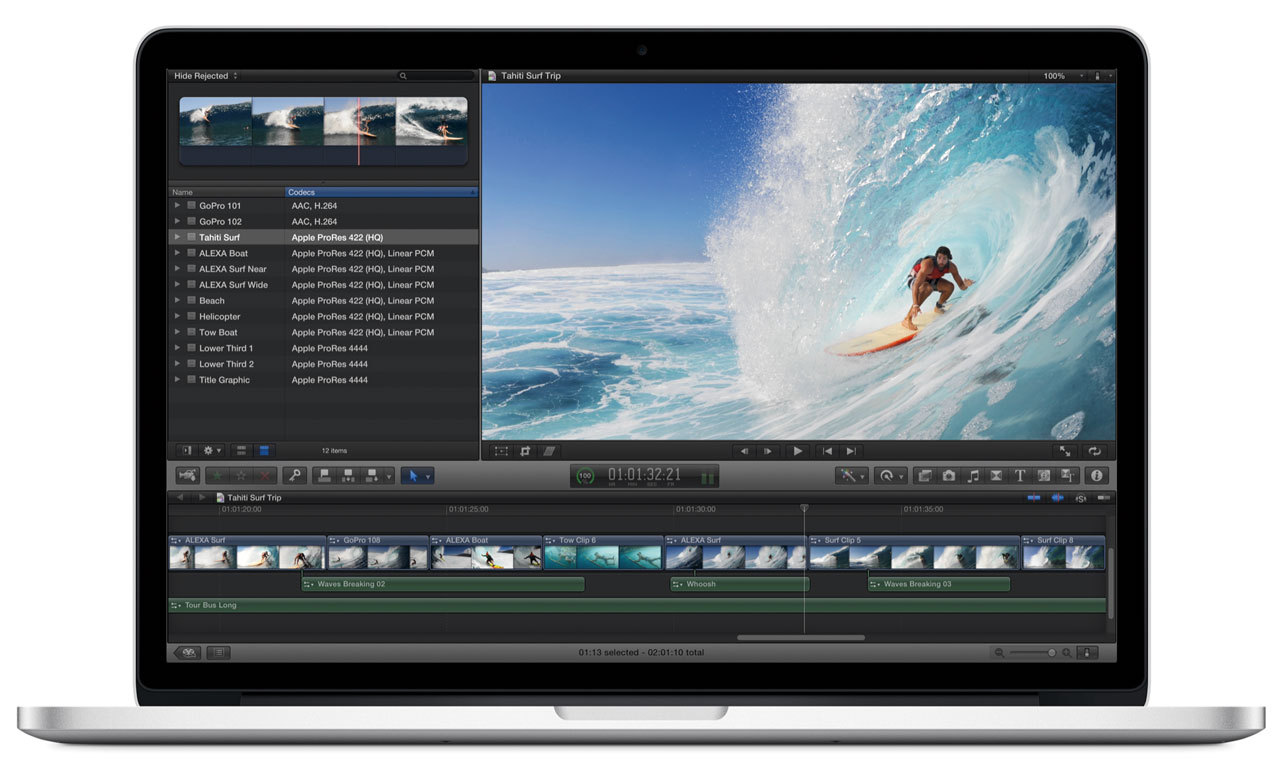 Hide Rejected
Tahiti Surf Trip
100%
Name Codecs
GoPro 101 AAC, H.264
GoPro 102 AAC, H.264
Tahiti Surf Apple ProRes 422 (HQ)
ALEXA Boat Apple ProRes 422 (HQ), Linear PCM
ALEXA Surf Near Apple ProRes 422 (HQ), Linear PCM
ALEXA Surf Wide Apple ProRes 422 (HQ), Linear PCM
Beach Apple ProRes 422 (HQ), Linear PCM
Helicopter Apple ProRes 422 (HQ), Linear PCM
Tow Boat Apple ProRes 422 (HQ), Linear PCM
Lower Third 1 Apple ProRes 4444
Lower Third 2 Apple ProRes 4444
Title Graphic Apple ProRes 4444
12 items
100 01:01:32:21
% HR MIN SEC FR
T
Tahiti Surf Trip
01:01:20:00 01:01:25:00 01:01:30:00 01:01:35:00
ALEXA Surf GoPro 108 ALEXA Boat Tow Clip 6 ALEXA Surf Surf Clip 5 Surf Clip 8
Waves Breaking 02 Whoosh Waves Breaking 03
Tour Bus Long
01:13 selected - 02:01:10 total